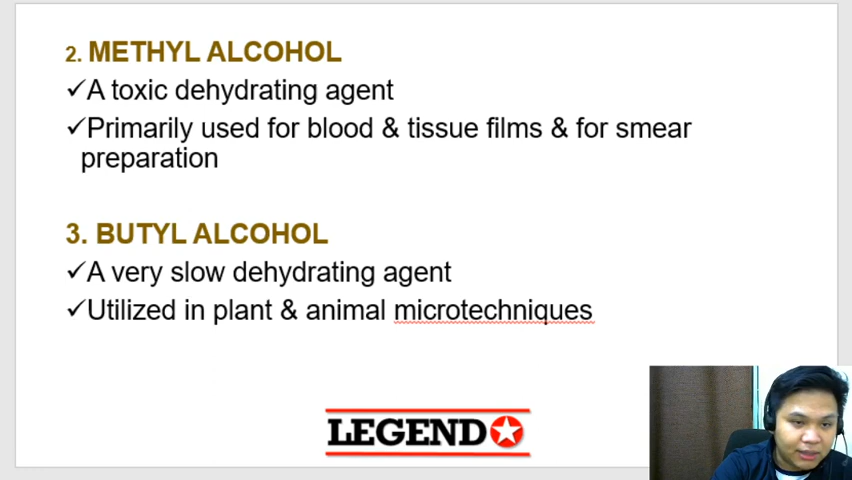 2. METHYL ALCOHOL
✓A toxic dehydrating agent
✓Primarily used for blood & tissue films & for smear
preparation
3. BUTYL ALCOHOL
✓A very slow dehydrating agent
✓Utilized in plant & animal microtechniques
LEGEND